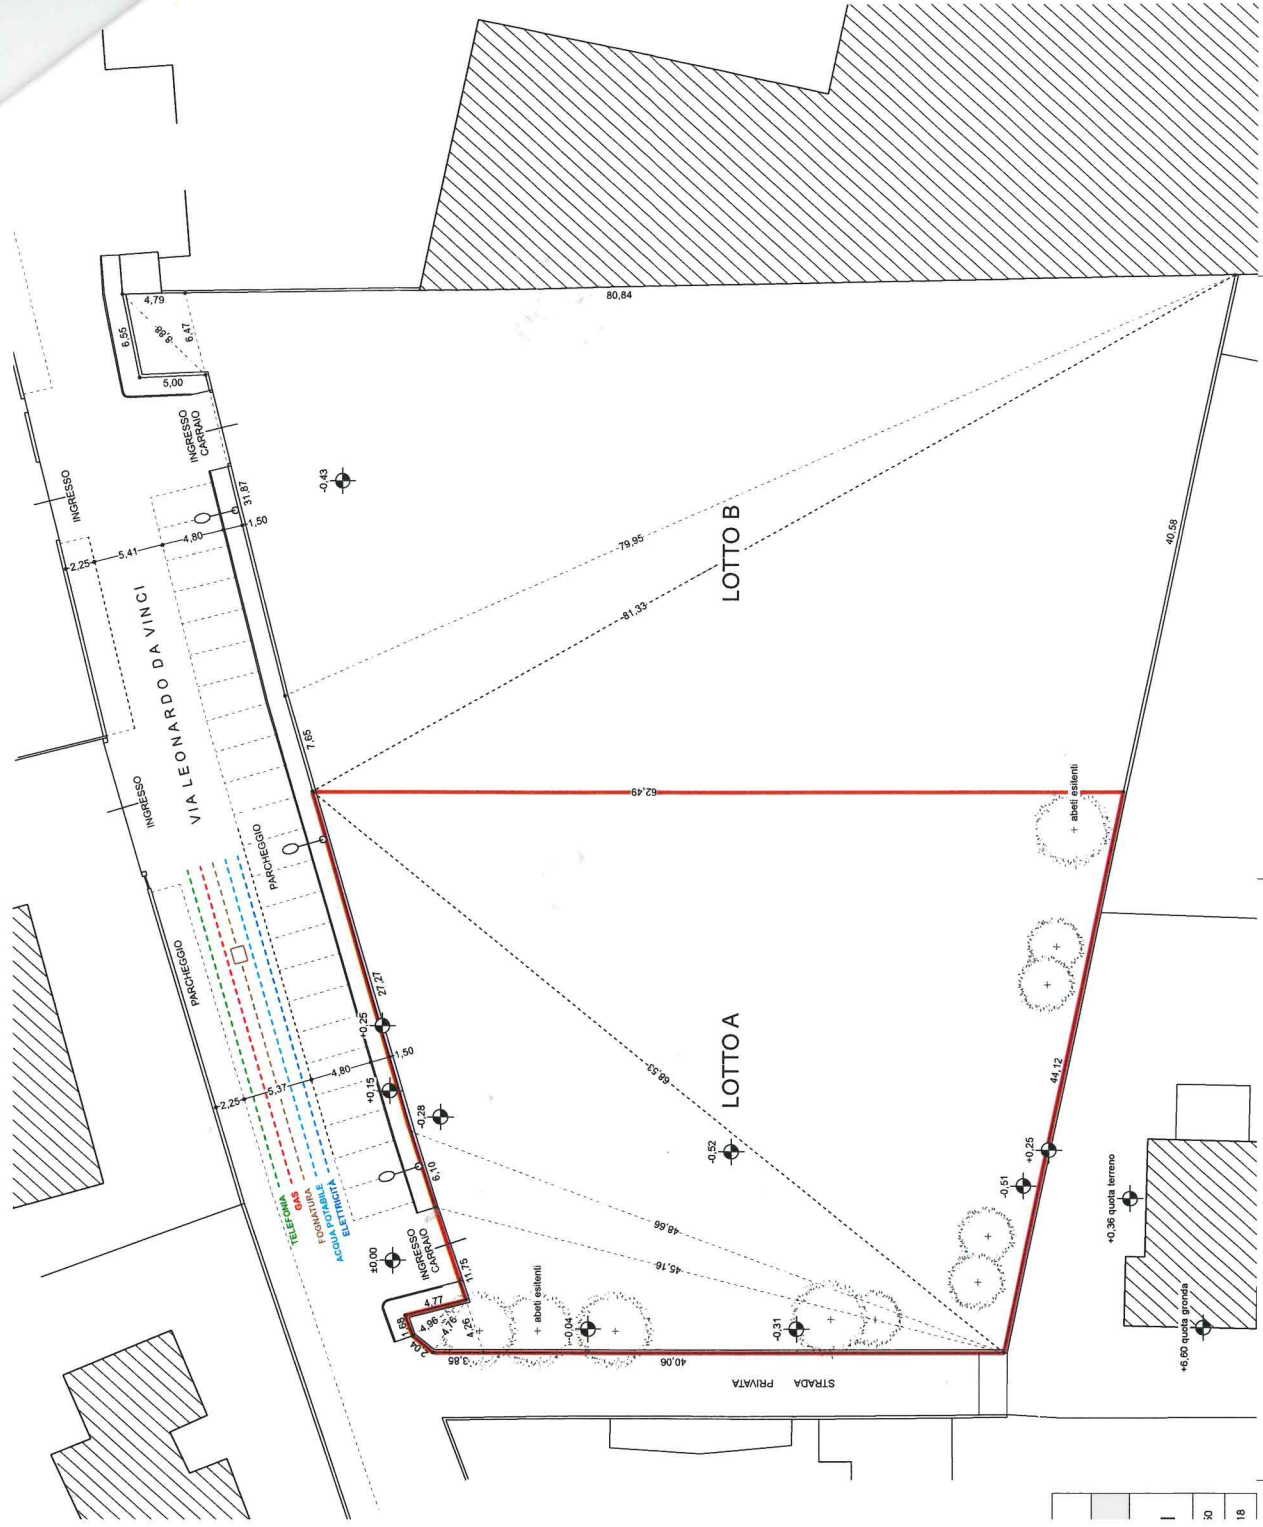 4,79
6,55
8,88
6,47
5,00
80,84
INGRESSO
CARRAIO
INGRESSO
-0,43
31,87
1,50
4,80
5,41
2,25
VIA LEONARDO DA VINCI
79,95
81,33
LOTTO B
40,58
7,65
INGRESSO
62,49
abeti esitenti
PARCHEGGIO
PARCHEGGIO
27,27
+0,25
1,50
4,80
+0,15
5,37
2,25
-0,28
68,53
LOTTO A
44,12
-0,52
+0,25
-0,51
6,10
TELEFONIA
GAS
FOGNATURA
ACQUA POTABILE
ELETTRICITÀ
48,66
45,16
+0,36 quota terreno
±0,00
INGRESSO
CARRAIO
11,75
4,77
1,68
4,96
4,76
4,26
2,04
3,85
abeti esitenti
-0,04
-0,31
+6,60 quota gronda
40,06
STRADA
PRIVATA
18